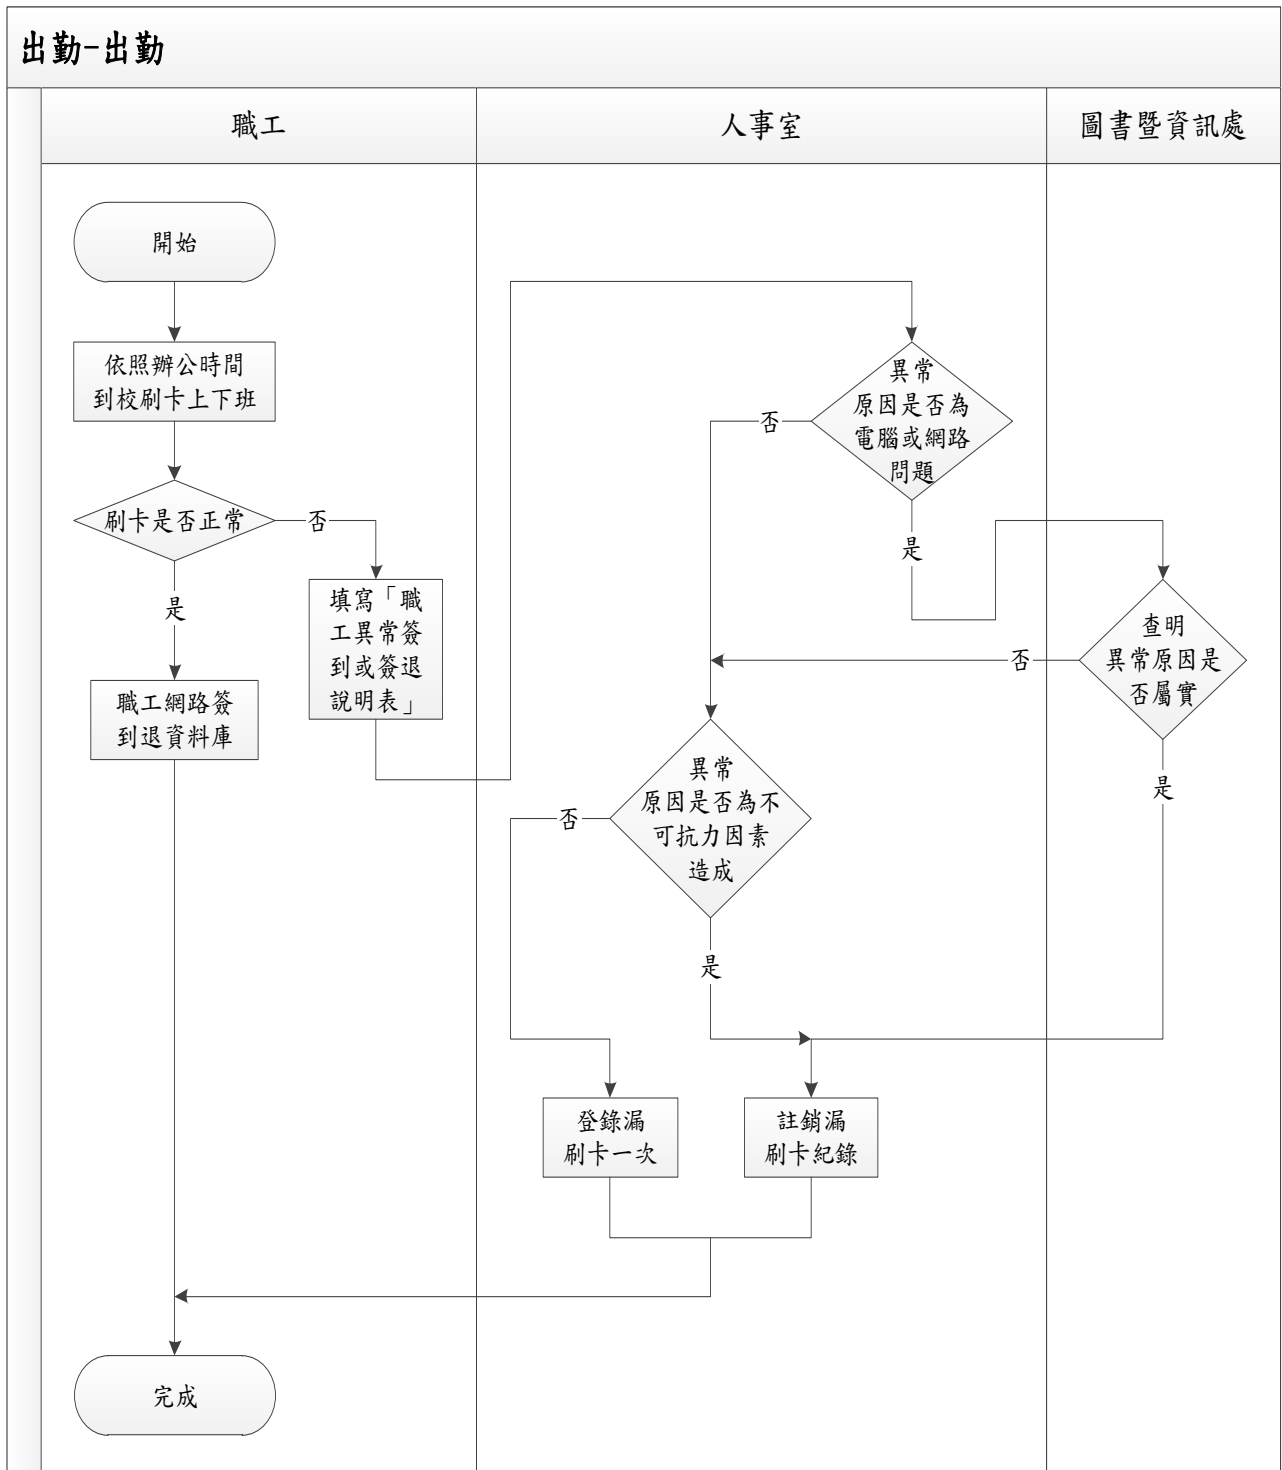 出勤-出勤
職工
人事室
圖書暨資訊處
開始
依照辦公時間
到校刷卡上下班
刷卡是否正常
否
是
填寫「職
工異常簽
到或簽退
說明表」
職工網路簽
到退資料庫
異常
原因是否為
電腦或網路
問題
否
是
查明
異常原因是
否屬實
否
是
異常
原因是否為不
可抗力因素
造成
否
是
登錄漏
刷卡一次
註銷漏
刷卡紀錄
完成